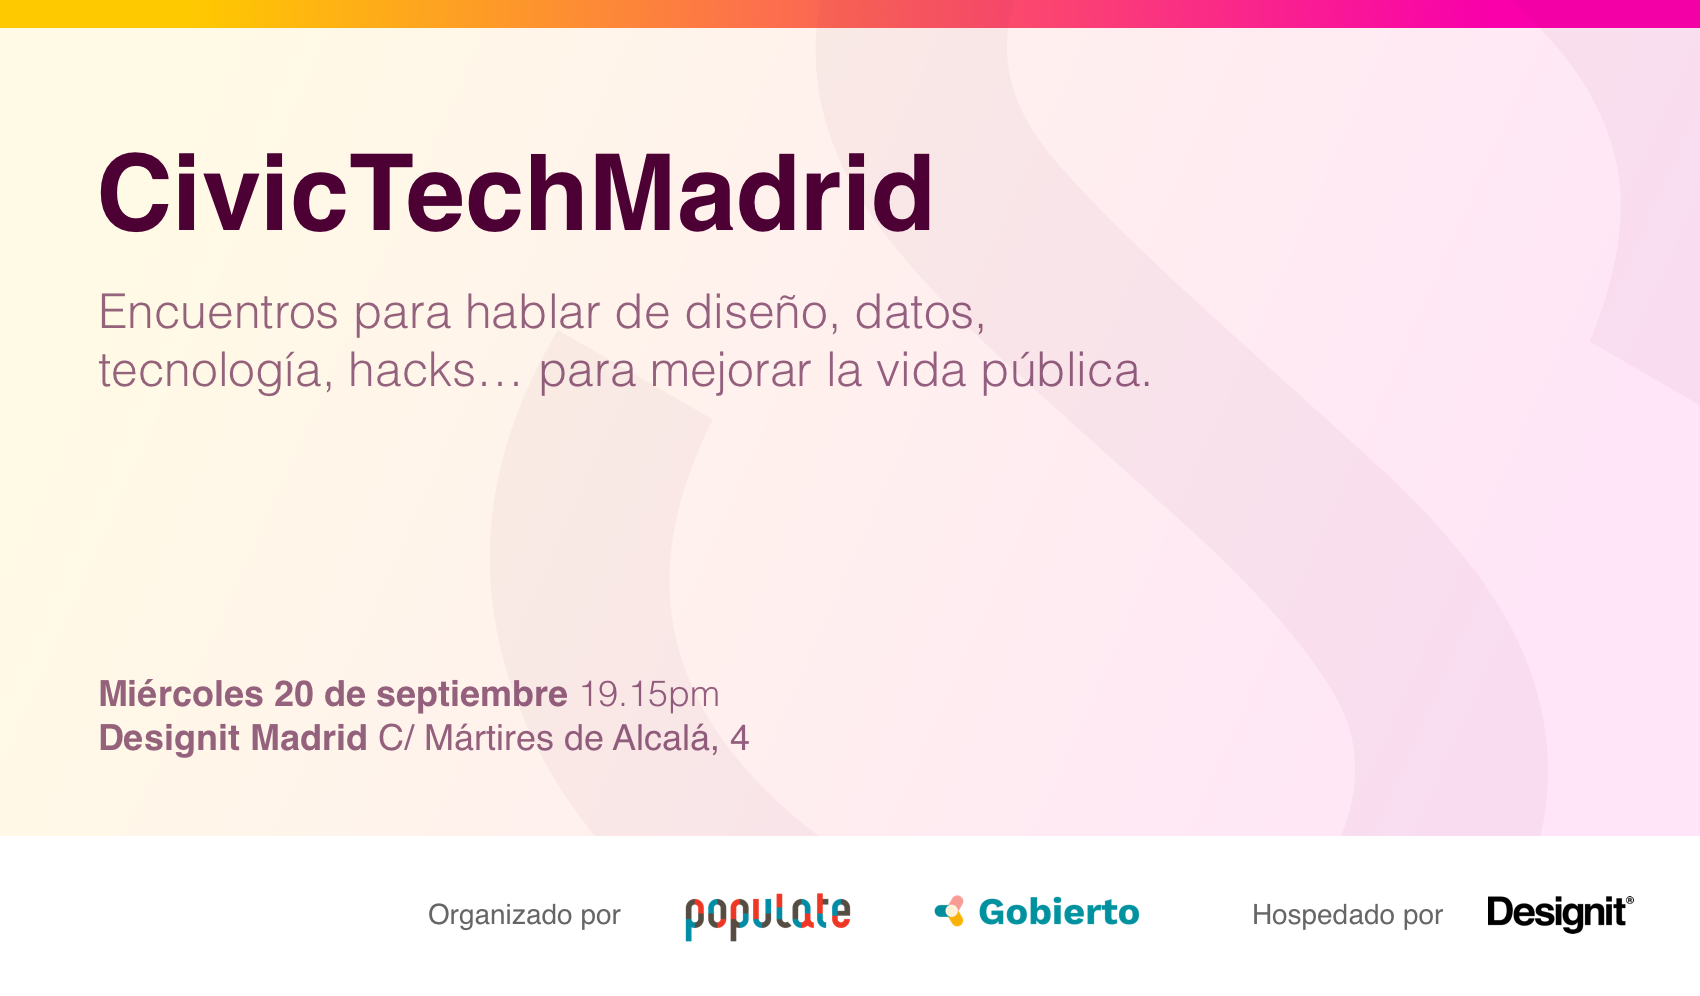 CivicTechMadrid
Encuentros para hablar de diseño, datos,
tecnología, hacks... para mejorar la vida pública.
Miércoles 20 de septiembre 19.15pm
Designit Madrid C/ Mártires de Alcalá, 4
Organizado por populate Gobierto Hospedado por Designit®